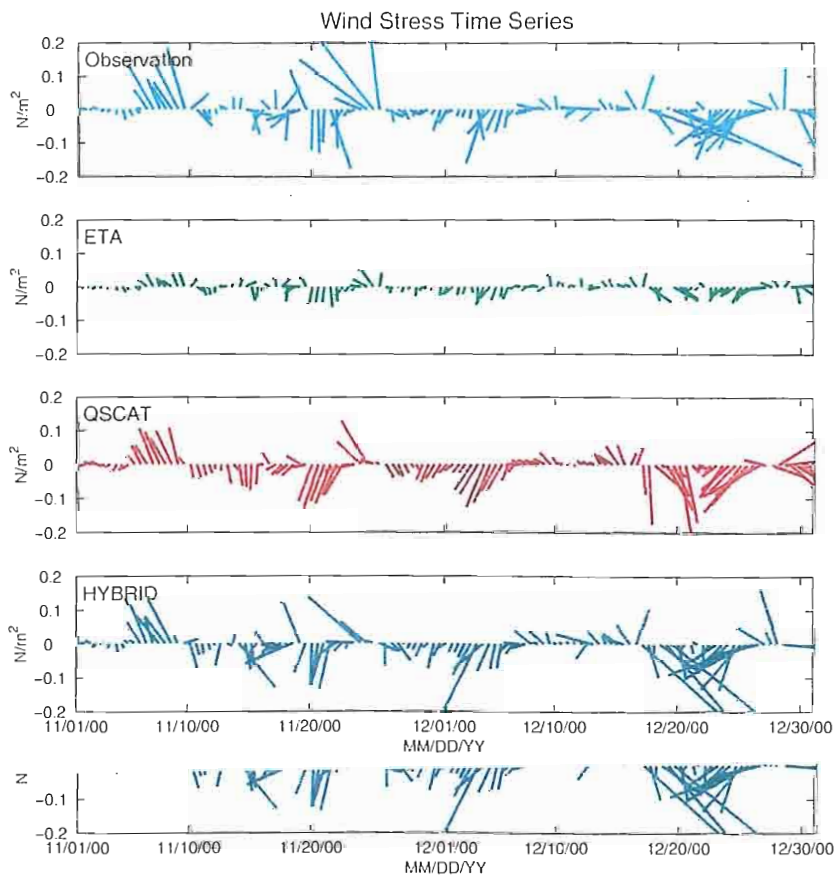 Wind Stress Time Series
0.2
Observation
0.1
N/m²
0
−0.1
−0.2
0.2
ETA
0.1
N/m²
0
−0.1
−0.2
0.2
QSCAT
0.1
N/m²
0
−0.1
−0.2
0.2
HYBRID
0.1
N/m²
0
−0.1
−0.2
11/01/00 11/10/00 11/20/00 12/01/00 12/10/00 12/20/00 12/30/00
MM/DD/YY
N
−0.1
−0.2
11/01/00 11/10/00 11/20/00 12/01/00 12/10/00 12/20/00 12/30/00
MM/DD/YY